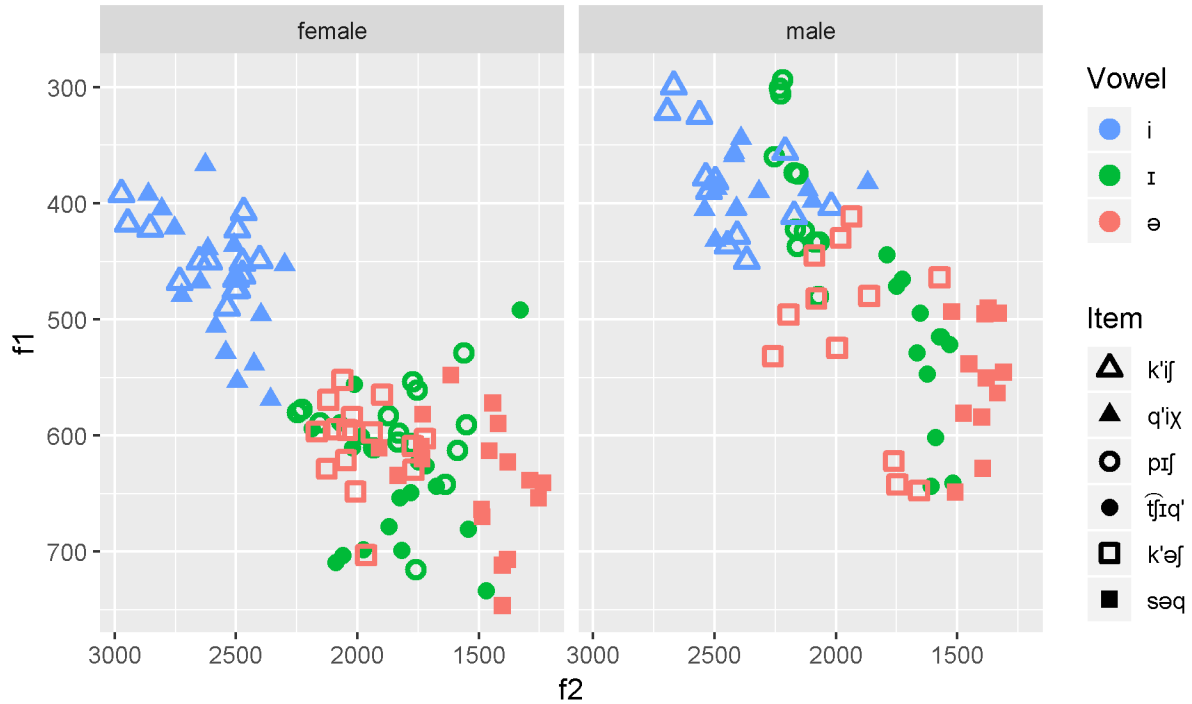 female
male
300
400
500
600
700
f1
3000
2500
2000
1500
3000
2500
2000
1500
f2
Vowel
i
ɪ
ə
Item
k'iʃ
q'iχ
pɪʃ
t͡ʃɪq'
k'əʃ
səq